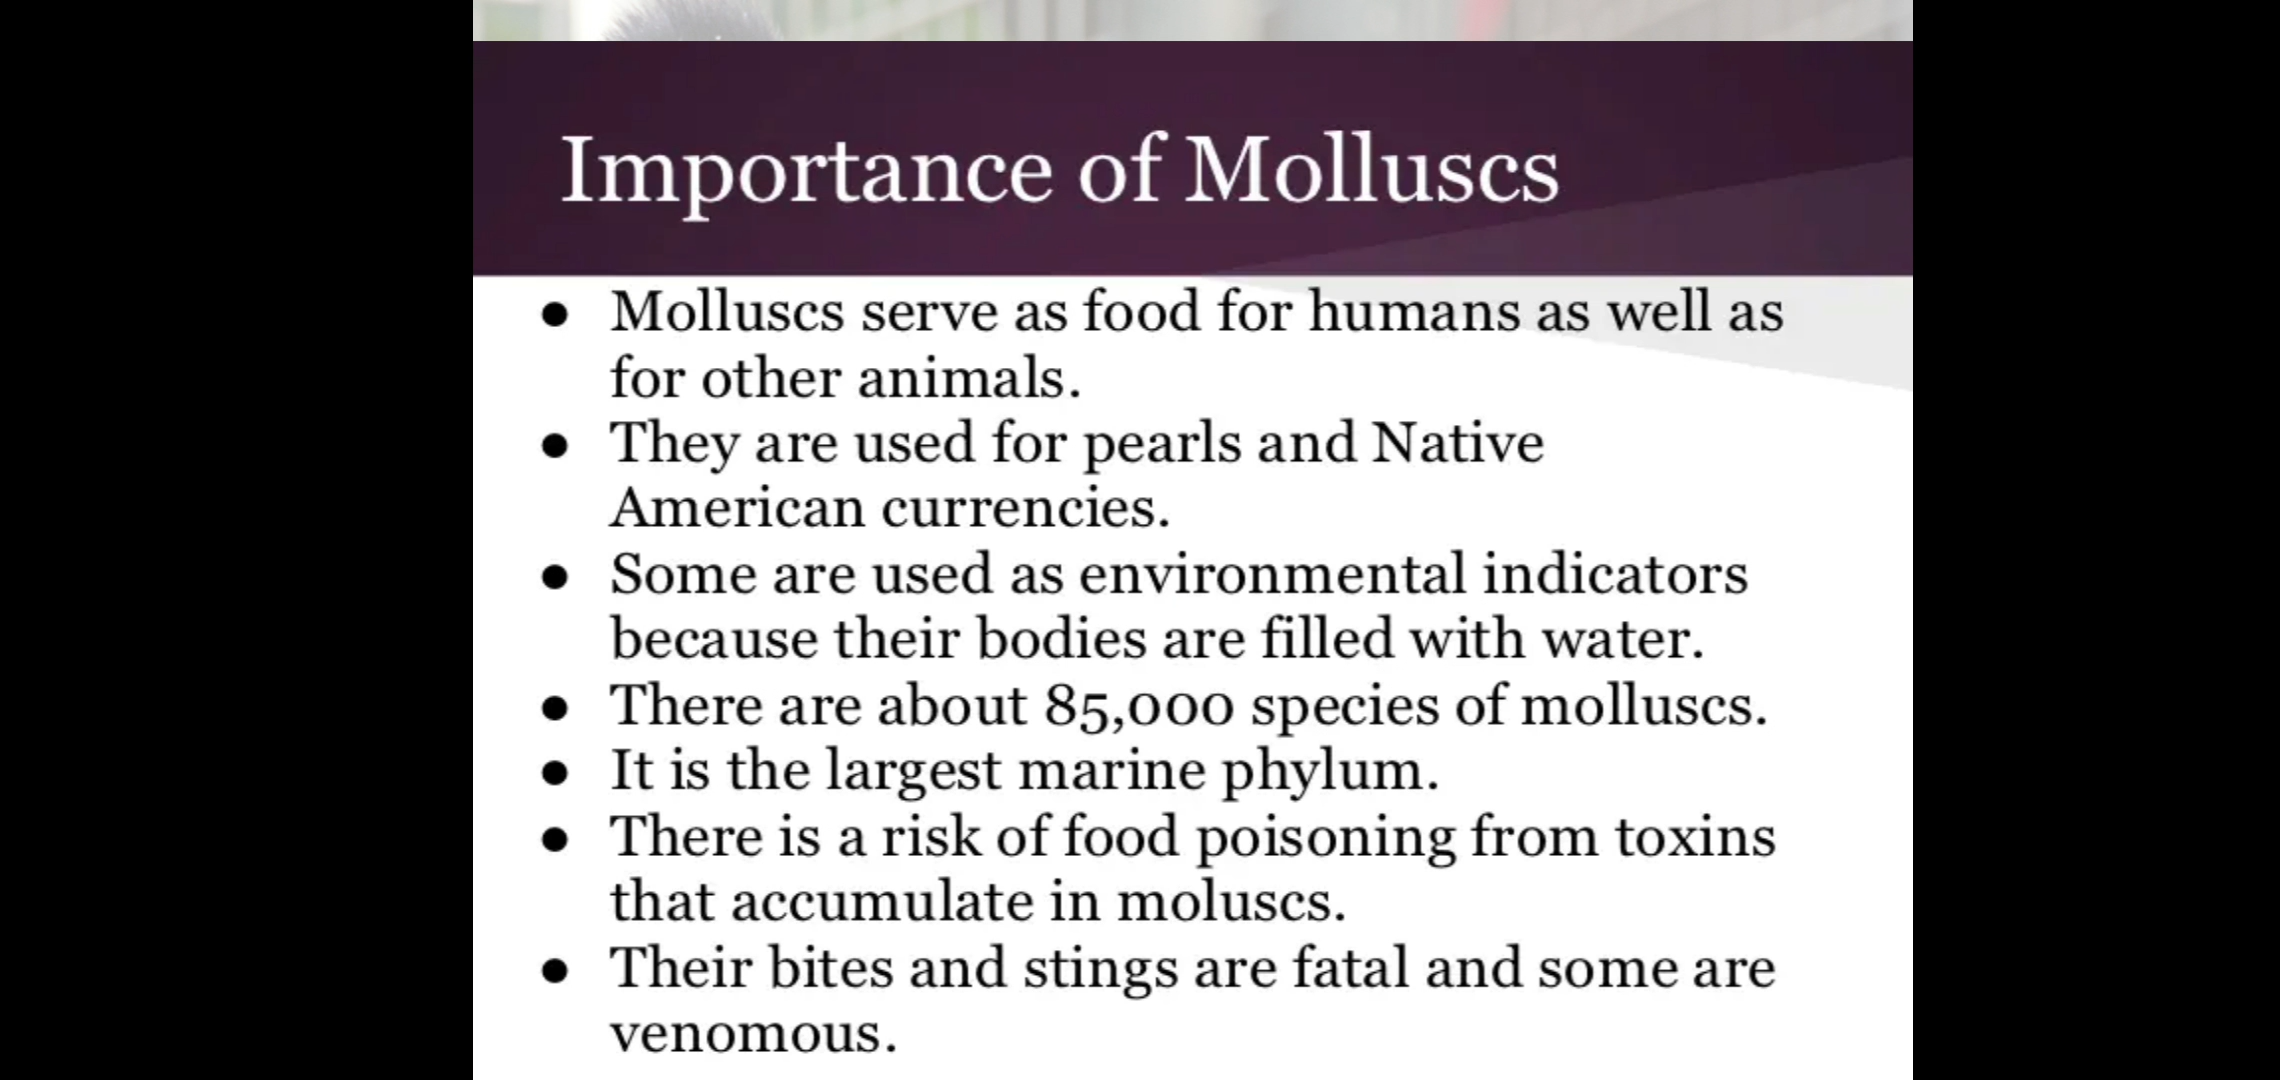 Importance of Molluscs
● Molluscs serve as food for humans as well as
for other animals.
● They are used for pearls and Native
American currencies.
● Some are used as environmental indicators
because their bodies are filled with water.
● There are about 85,000 species of molluscs.
● It is the largest marine phylum.
● There is a risk of food poisoning from toxins
that accumulate in moluscs.
● Their bites and stings are fatal and some are
venomous.